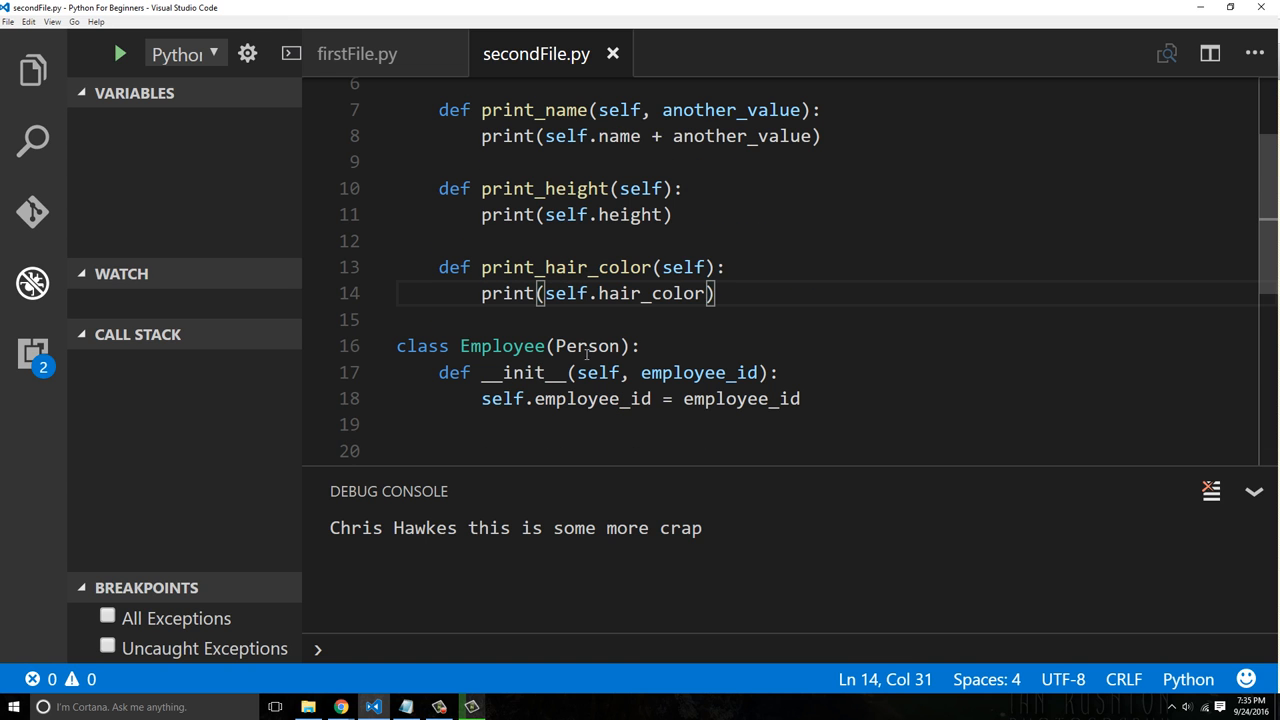 secondFile.py - Python For Beginners - Visual Studio Code
File Edit View Go Help
Python firstFile.py secondFile.py
VARIABLES
WATCH
CALL STACK
2
BREAKPOINTS
All Exceptions
Uncaught Exceptions
6
7 def print_name(self, another_value):
8 print(self.name + another_value)
9
10 def print_height(self):
11 print(self.height)
12
13 def print_hair_color(self):
14 print(self.hair_color)
15
16 class Employee(Person):
17 def __init__(self, employee_id):
18 self.employee_id = employee_id
19
20
DEBUG CONSOLE
Chris Hawkes this is some more crap
0 0 Ln 14, Col 31 Spaces: 4 UTF-8 CRLF Python
I'm Cortana. Ask me anything.
7:35 PM
9/24/2016